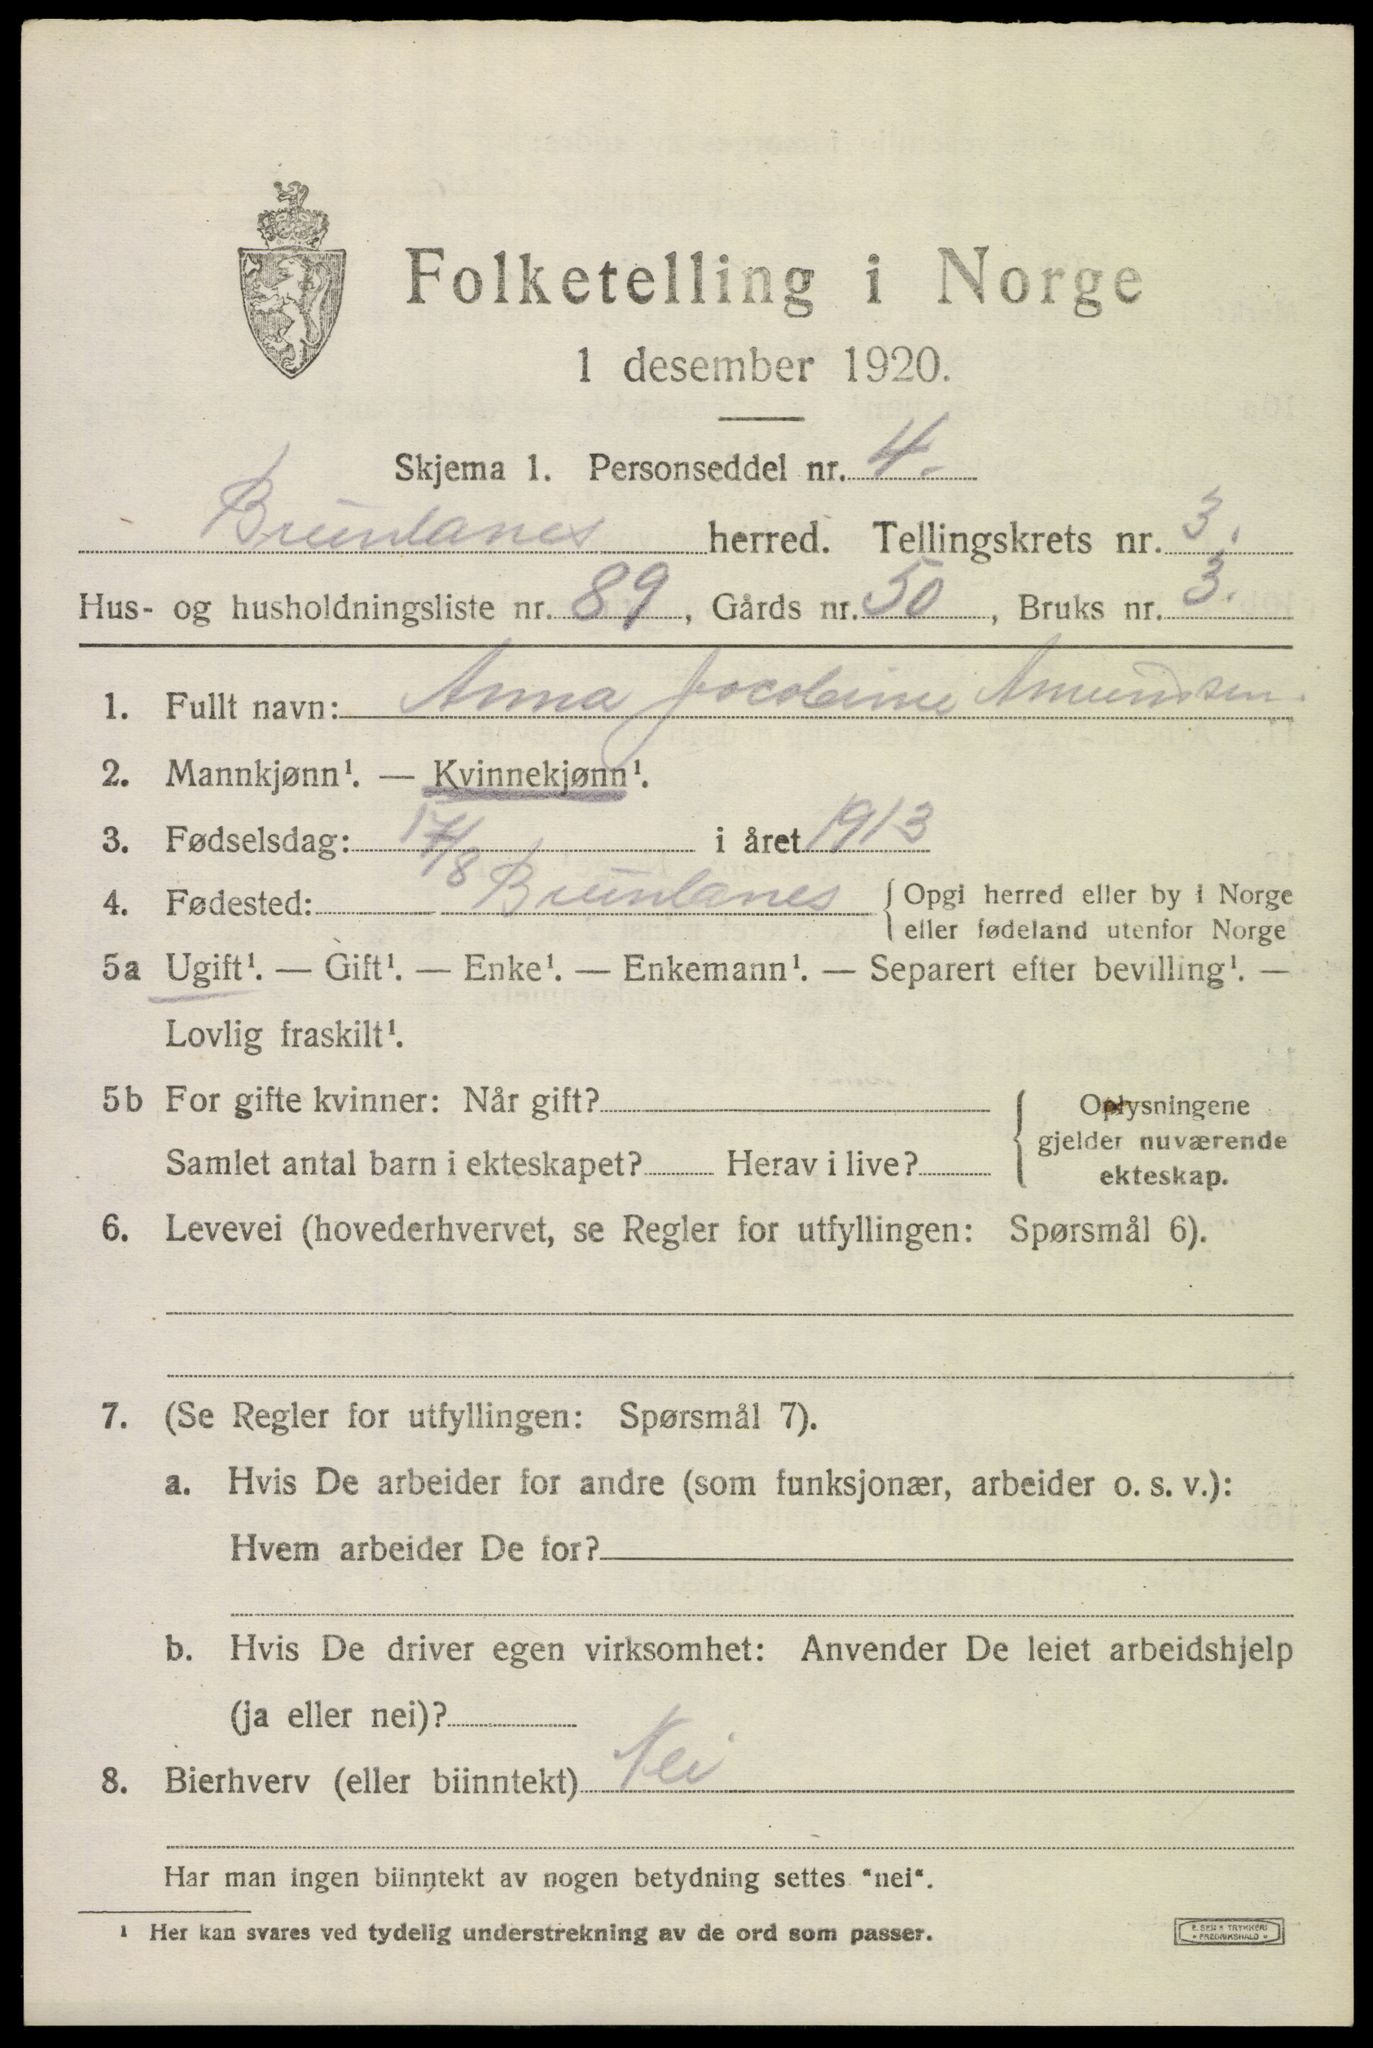 Folketelling i Norge
1 desember 1920.
Skjema 1. Personseddel nr. 4.
Brunlanes herred. Tellingskrets nr. 3.
Hus- og husholdningsliste nr. 89, Gårds nr. 50, Bruks nr. 3.
1. Fullt navn: Anna Jocobine Amundsen.
2. Mannkjønn¹. — Kvinnekjønn¹.
3. Fødselsdag: 17/8 i året 1913
4. Fødested: Brunlanes { Opgi herred eller by i Norge
eller fødeland utenfor Norge
5a Ugift¹. — Gift¹. — Enke¹. — Enkemann¹. — Separert efter bevilling¹. —
Lovlig fraskilt¹.
5b For gifte kvinner: Når gift? { Oplysningene
gjelder nuværende
Samlet antal barn i ekteskapet? Herav i live? ekteskap.
6. Levevei (hovederhvervet, se Regler for utfyllingen: Spørsmål 6).
7. (Se Regler for utfyllingen: Spørsmål 7).
a. Hvis De arbeider for andre (som funksjonær, arbeider o. s. v.):
Hvem arbeider De for?
b. Hvis De driver egen virksomhet: Anvender De leiet arbeidshjelp
(ja eller nei)?
8. Bierhverv (eller biinntekt) Nei
Har man ingen biinntekt av nogen betydning settes "nei".
¹ Her kan svares ved tydelig understrekning av de ord som passer.
E. SEM'S TRYKKERI
FREDRIKSHALD